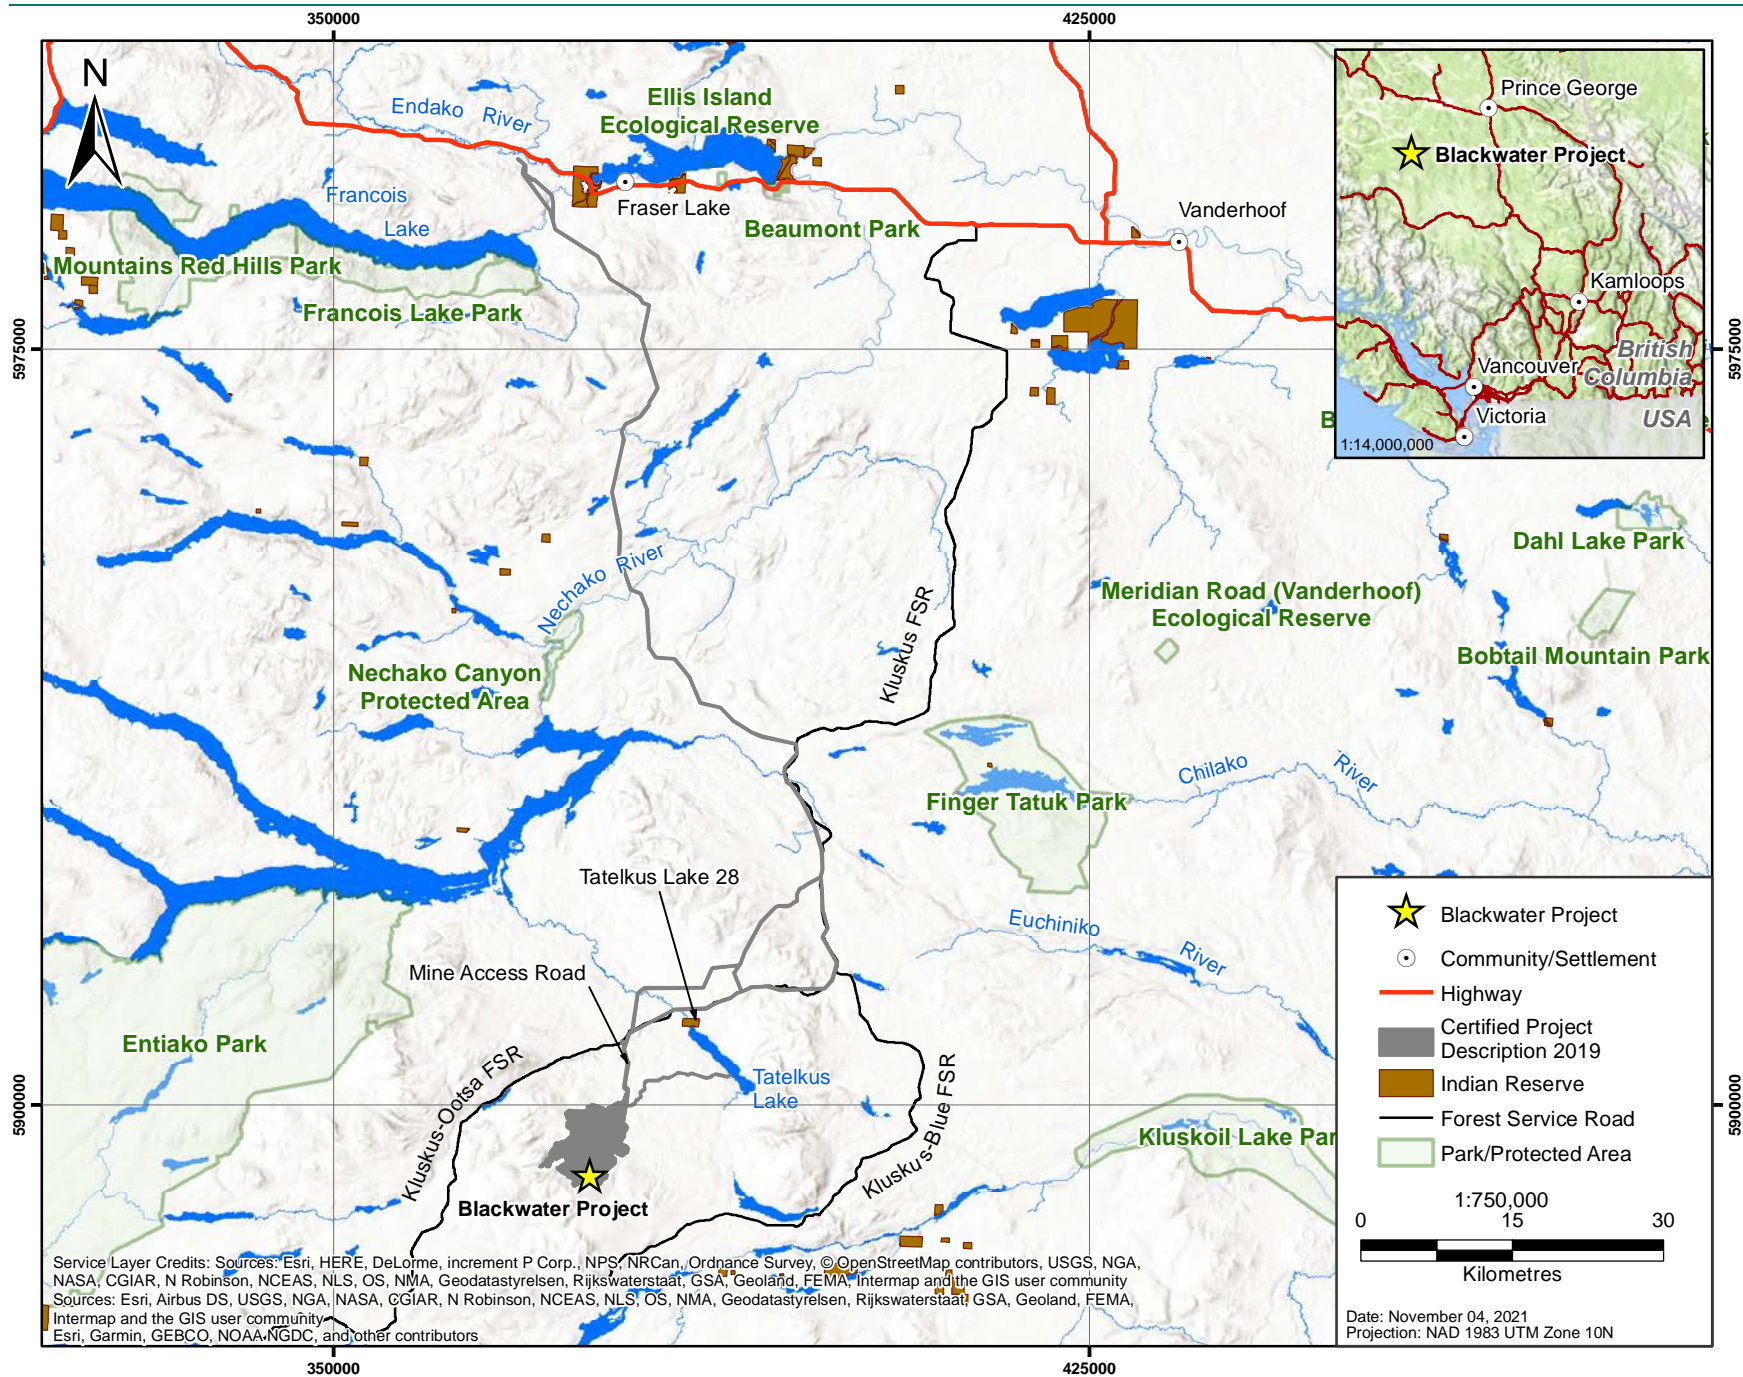 350000
425000
N
Endako River
Ellis Island
Ecological Reserve
Francois
Lake
Fraser Lake
Beaumont Park
Vanderhoof
Mountains Red Hills Park
Francois Lake Park
5975000
5975000
Prince George
Blackwater Project
Kamloops
British
Columbia
Vancouver
Victoria
USA
1:14,000,000
B
e
Dahl Lake Park
Nechako River
Kluskus FSR
Meridian Road (Vanderhoof)
Ecological Reserve
Bobtail Mountain Park
Nechako Canyon
Protected Area
Chilako River
Finger Tatuk Park
Tatelkus Lake 28
Euchiniko River
Mine Access Road
Entiako Park
Kluskus-Ootsa FSR
Tatelkus
Lake
Kluskus-Blue FSR
Kluskoil Lake Par
5900000
5900000
Blackwater Project
Blackwater Project
Community/Settlement
Highway
Certified Project
Description 2019
Indian Reserve
Forest Service Road
Park/Protected Area
1:750,000
0 15 30
Kilometres
Date: November 04, 2021
Projection: NAD 1983 UTM Zone 10N
Service Layer Credits: Sources: Esri, HERE, DeLorme, increment P Corp., NPS, NRCan, Ordnance Survey, © OpenStreetMap contributors, USGS, NGA,
NASA, CGIAR, N Robinson, NCEAS, NLS, OS, NMA, Geodatastyrelsen, Rijkswaterstaat, GSA, Geoland, FEMA, Intermap and the GIS user community
Sources: Esri, Airbus DS, USGS, NGA, NASA, CGIAR, N Robinson, NCEAS, NLS, OS, NMA, Geodatastyrelsen, Rijkswaterstaat, GSA, Geoland, FEMA,
Intermap and the GIS user community
Esri, Garmin, GEBCO, NOAA NGDC, and other contributors
350000
425000